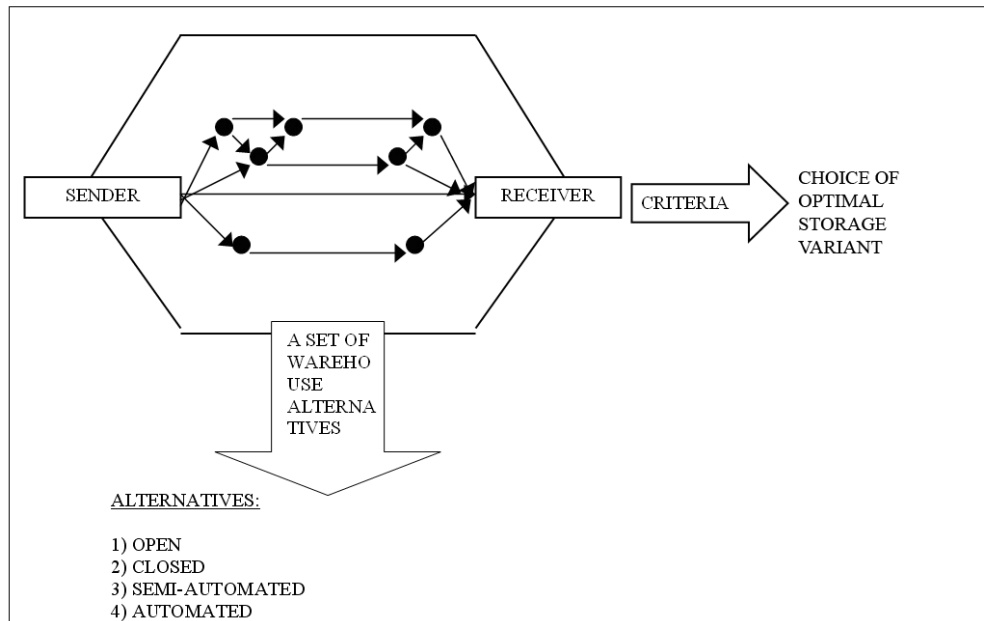 SENDER
RECEIVER
CRITERIA
CHOICE OF
OPTIMAL
STORAGE
VARIANT
A SET OF
WAREHO
USE
ALTERNA
TIVES
ALTERNATIVES:
1) OPEN
2) CLOSED
3) SEMI-AUTOMATED
4) AUTOMATED